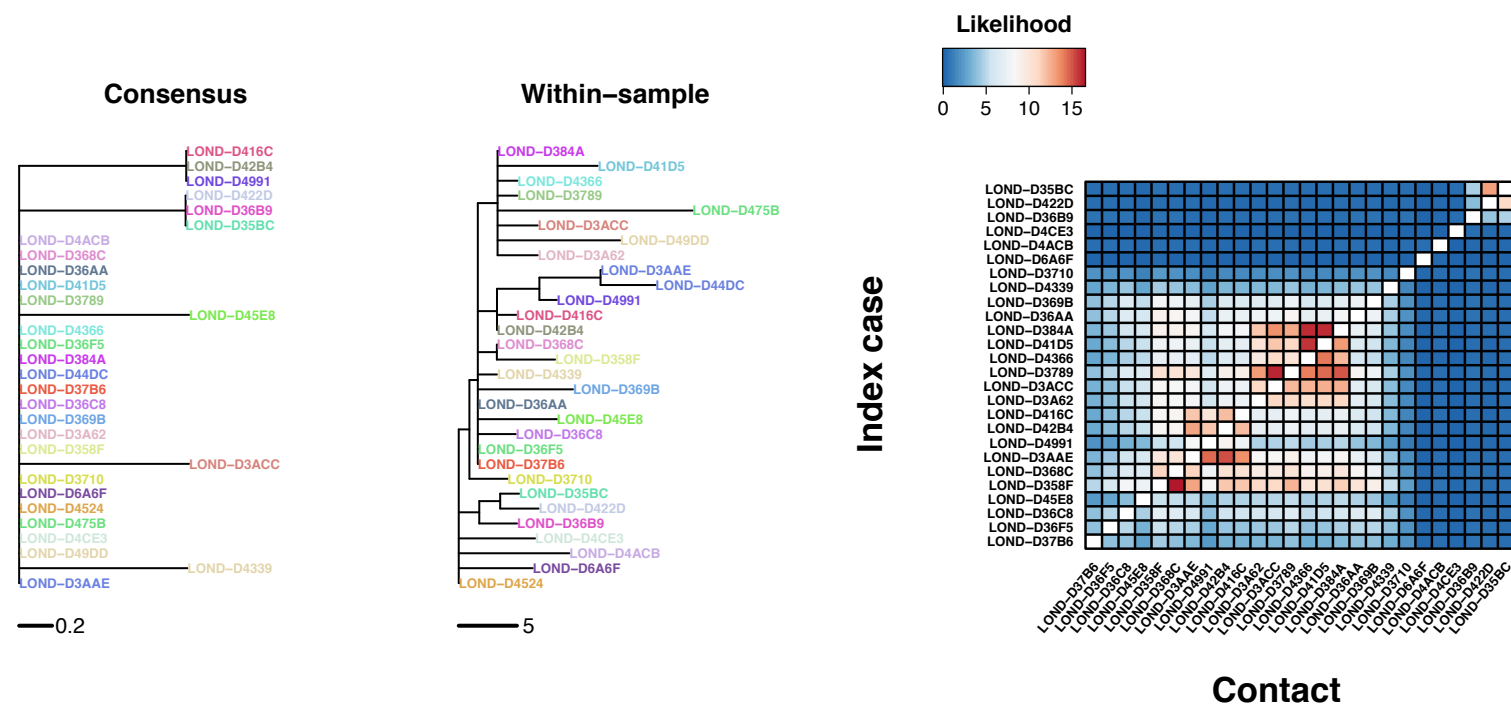 Consensus
LOND–D416C
LOND–D42B4
LOND–D4991
LOND–D422D
LOND–D36B9
LOND–D35BC
LOND–D4ACB
LOND–D368C
LOND–D36AA
LOND–D41D5
LOND–D3789
LOND–D45E8
LOND–D4366
LOND–D36F5
LOND–D384A
LOND–D44DC
LOND–D37B6
LOND–D36C8
LOND–D369B
LOND–D3A62
LOND–D358F
LOND–D3ACC
LOND–D3710
LOND–D6A6F
LOND–D4524
LOND–D475B
LOND–D4CE3
LOND–D49DD
LOND–D4339
LOND–D3AAE
0.2
Within–sample
LOND–D384A
LOND–D41D5
LOND–D4366
LOND–D3789
LOND–D475B
LOND–D3ACC
LOND–D49DD
LOND–D3A62
LOND–D3AAE
LOND–D44DC
LOND–D4991
LOND–D416C
LOND–D42B4
LOND–D368C
LOND–D358F
LOND–D4339
LOND–D369B
LOND–D36AA
LOND–D45E8
LOND–D36C8
LOND–D36F5
LOND–D37B6
LOND–D3710
LOND–D35BC
LOND–D422D
LOND–D36B9
LOND–D4CE3
LOND–D4ACB
LOND–D6A6F
LOND–D4524
5
Likelihood
0 5 10 15
Index case
LOND–D35BC
LOND–D422D
LOND–D36B9
LOND–D4CE3
LOND–D4ACB
LOND–D6A6F
LOND–D3710
LOND–D4339
LOND–D369B
LOND–D36AA
LOND–D384A
LOND–D41D5
LOND–D4366
LOND–D3789
LOND–D3ACC
LOND–D3A62
LOND–D416C
LOND–D42B4
LOND–D4991
LOND–D3AAE
LOND–D368C
LOND–D358F
LOND–D45E8
LOND–D36C8
LOND–D36F5
LOND–D37B6
LOND–D37B6
LOND–D36F5
LOND–D36C8
LOND–D45E8
LOND–D358F
LOND–D368C
LOND–D3AAE
LOND–D4991
LOND–D42B4
LOND–D416C
LOND–D3A62
LOND–D3ACC
LOND–D3789
LOND–D4366
LOND–D41D5
LOND–D384A
LOND–D36AA
LOND–D369B
LOND–D4339
LOND–D3710
LOND–D6A6F
LOND–D4ACB
LOND–D4CE3
LOND–D36B9
LOND–D422D
LOND–D35BC
Contact